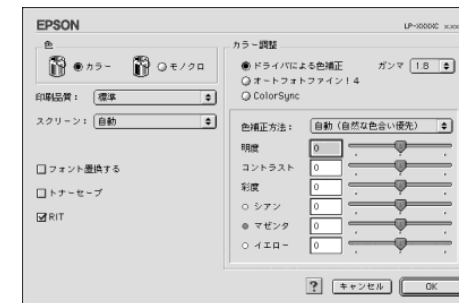 EPSON
LP-XXXXC x.xx
色
カラー モノクロ
印刷品質： 標準
スクリーン： 自動
フォント置換する
トナーセーブ
RIT
カラー調整
ドライバによる色補正 ガンマ 1.8
オートフォトファイン！4
ColorSync
色補正方法： 自動（自然な色合い優先）
明度 0
コントラスト 0
彩度 0
シアン 0
マゼンタ 0
イエロー 0
? キャンセル OK